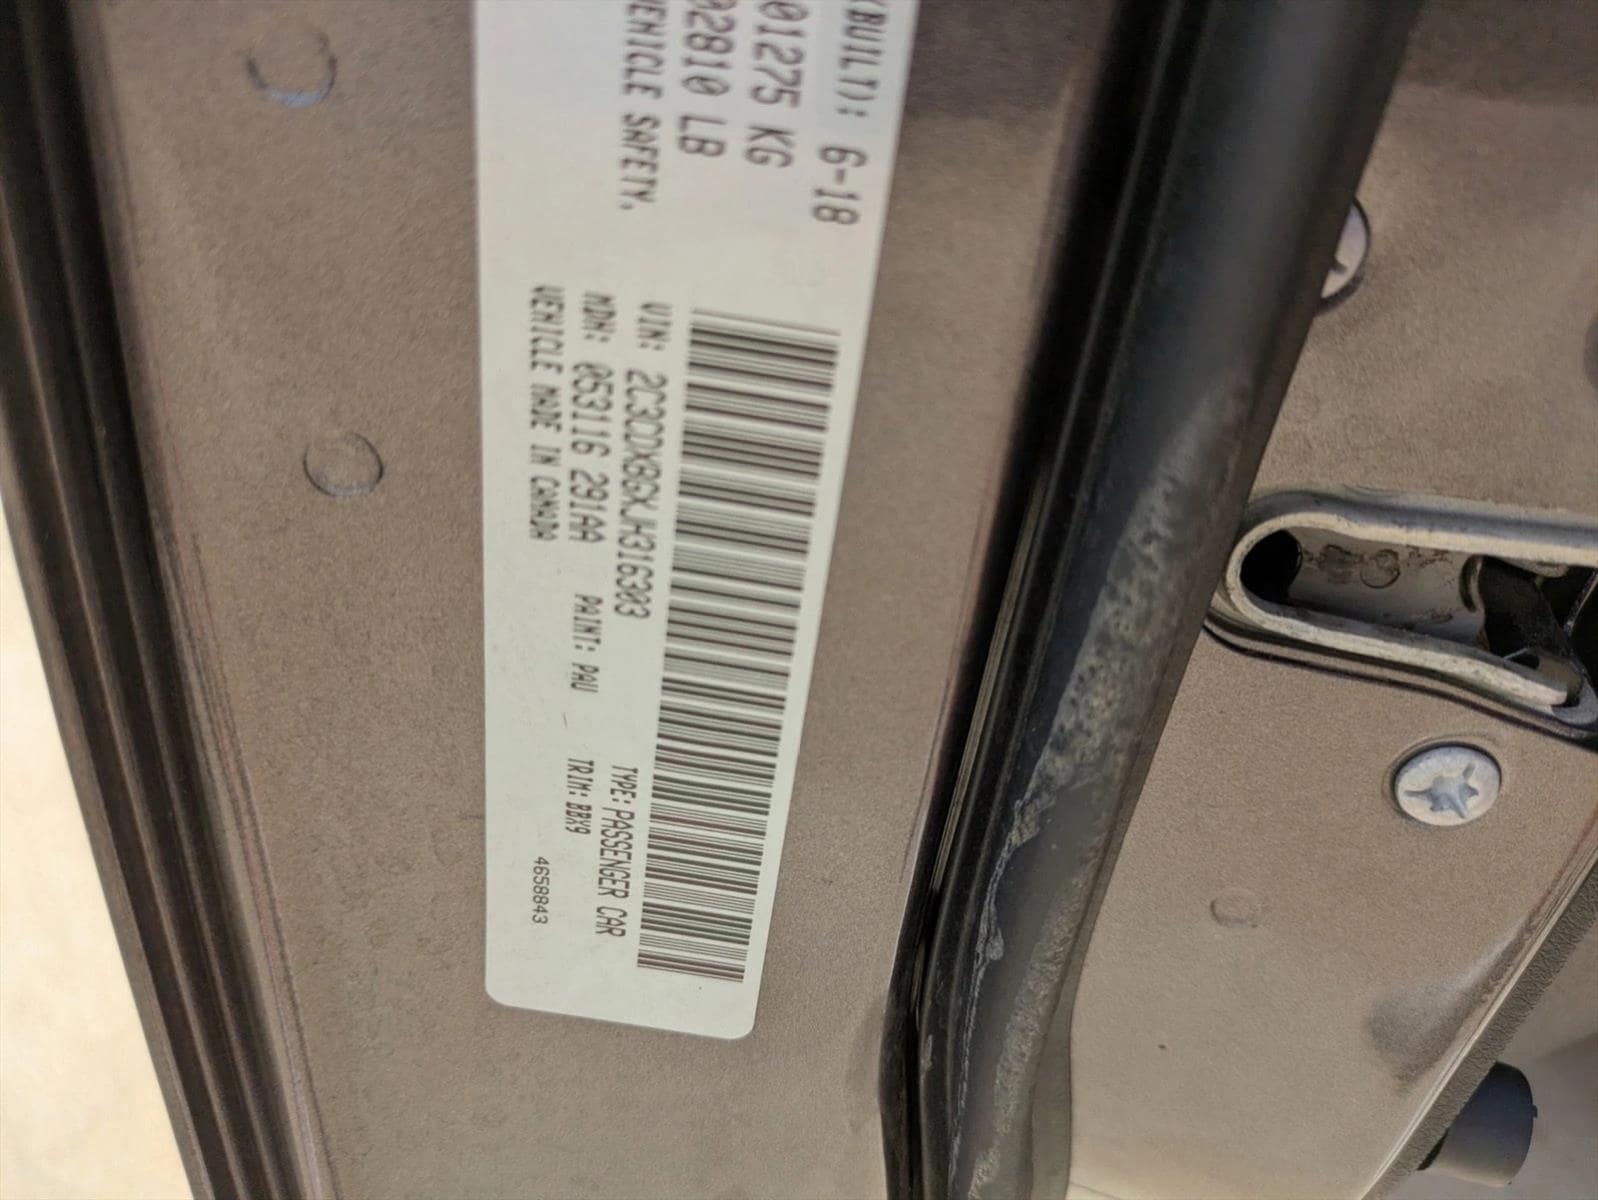 BUILT): 6-18
01275 KG
02810 LB
VEHICLE SAFETY,
VIN: 2C3CDXBGXJH316303 TYPE: PASSENGER CAR
MDH: 053116 291AA PAINT: PAU TRIM: BBX9
VEHICLE MADE IN CANADA 4658843